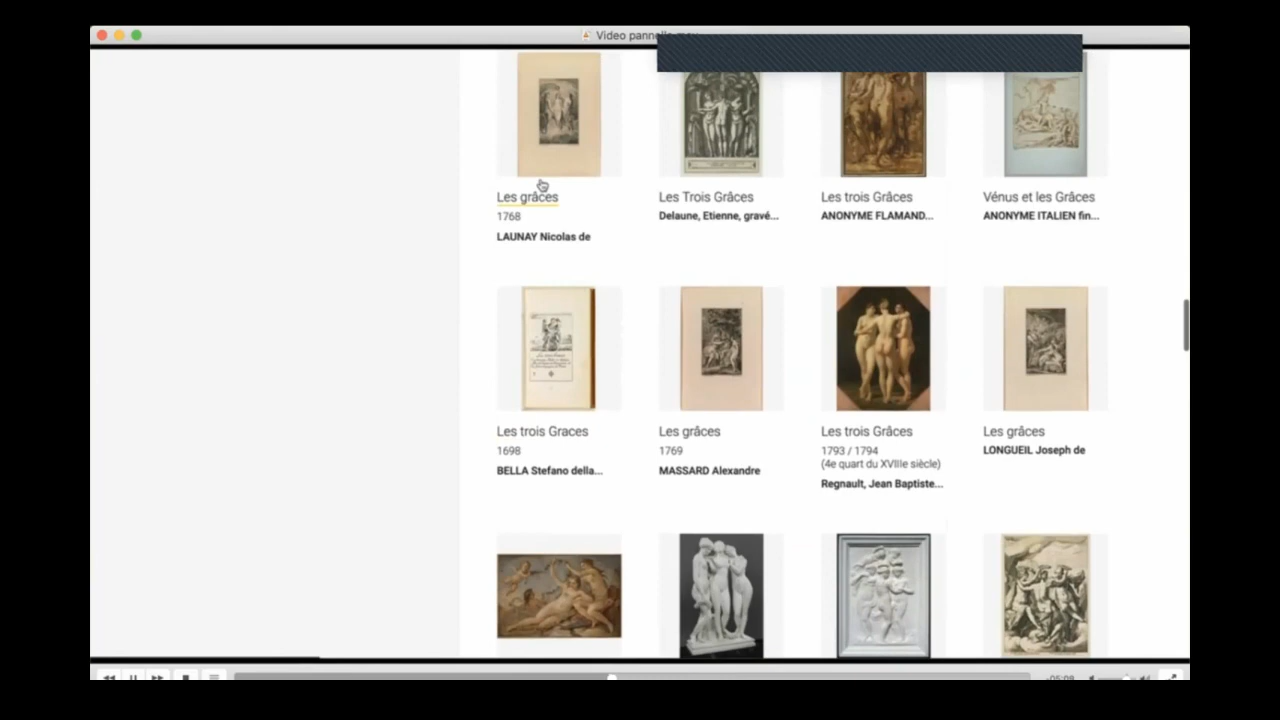 Video pannello.mov
Les grâces
1768
LAUNAY Nicolas de
Les Trois Grâces
Delaune, Etienne, gravé...
Les trois Grâces
ANONYME FLAMAND...
Vénus et les Grâces
ANONYME ITALIEN fin...
Les trois Graces
1698
BELLA Stefano della...
Les grâces
1769
MASSARD Alexandre
Les trois Grâces
1793 / 1794
(4e quart du XVIIIe siècle)
Regnault, Jean Baptiste...
Les grâces
LONGUEIL Joseph de
-05:08